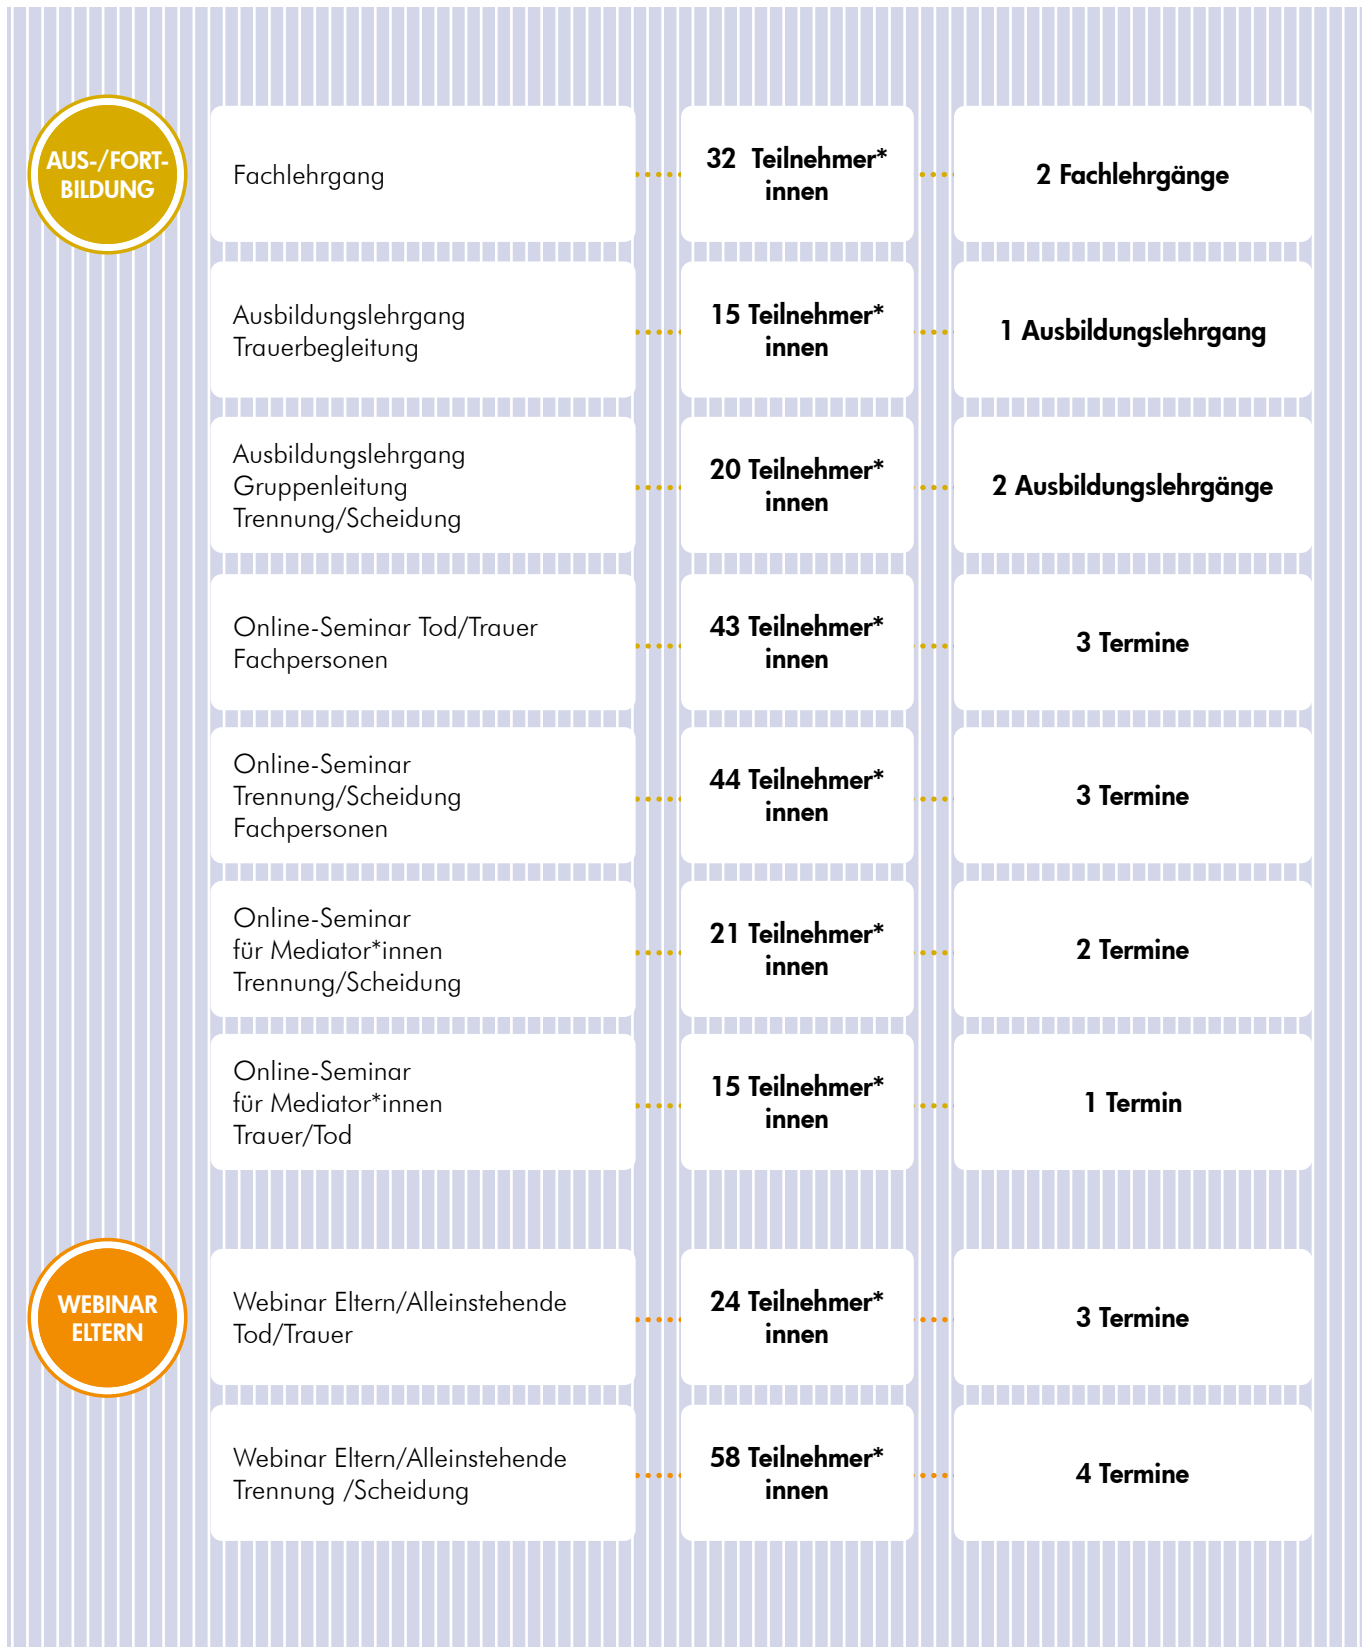 AUS-/FORT-
BILDUNG
Fachlehrgang
32 Teilnehmer*
innen
2 Fachlehrgänge
Ausbildungslehrgang
Trauerbegleitung
15 Teilnehmer*
innen
1 Ausbildungslehrgang
Ausbildungslehrgang
Gruppenleitung
Trennung/Scheidung
20 Teilnehmer*
innen
2 Ausbildungslehrgänge
Online-Seminar Tod/Trauer
Fachpersonen
43 Teilnehmer*
innen
3 Termine
Online-Seminar
Trennung/Scheidung
Fachpersonen
44 Teilnehmer*
innen
3 Termine
Online-Seminar
für Mediator*innen
Trennung/Scheidung
21 Teilnehmer*
innen
2 Termine
Online-Seminar
für Mediator*innen
Trauer/Tod
15 Teilnehmer*
innen
1 Termin
WEBINAR
ELTERN
Webinar Eltern/Alleinstehende
Tod/Trauer
24 Teilnehmer*
innen
3 Termine
Webinar Eltern/Alleinstehende
Trennung /Scheidung
58 Teilnehmer*
innen
4 Termine